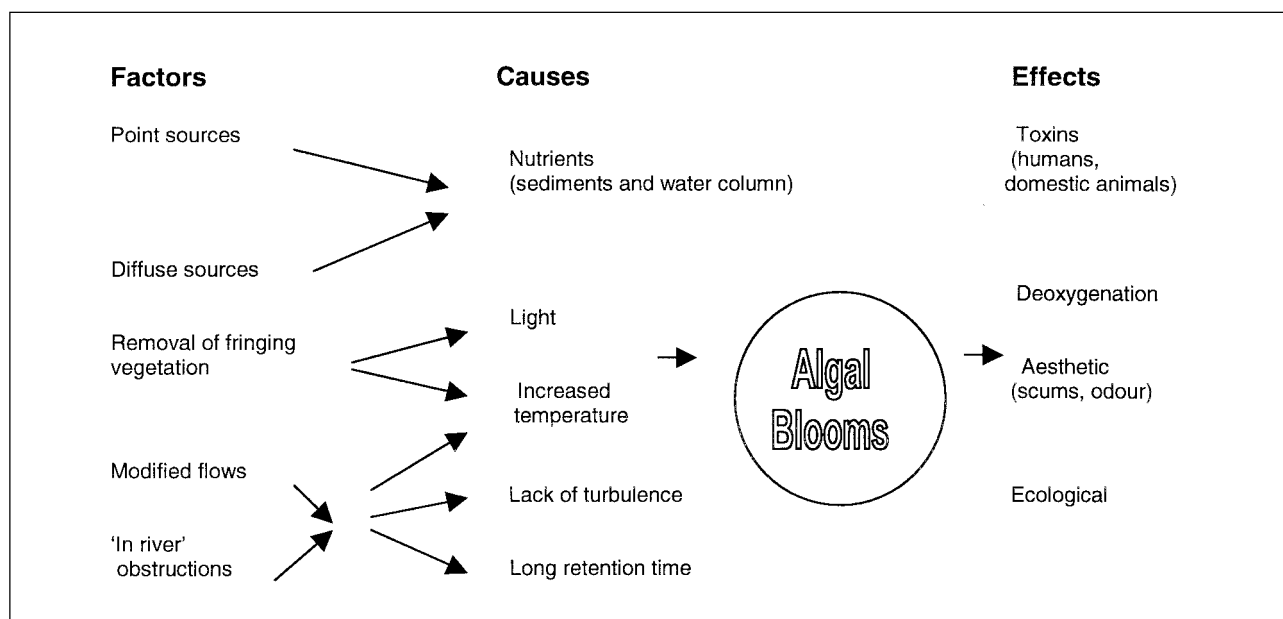 Factors
Causes
Effects
Point sources
Diffuse sources
Removal of fringing
vegetation
Modified flows
‘In river’
obstructions
Nutrients
(sediments and water column)
Light
Increased
temperature
Lack of turbulence
Long retention time
Algal
Blooms
Toxins
(humans,
domestic animals)
Deoxygenation
Aesthetic
(scums, odour)
Ecological